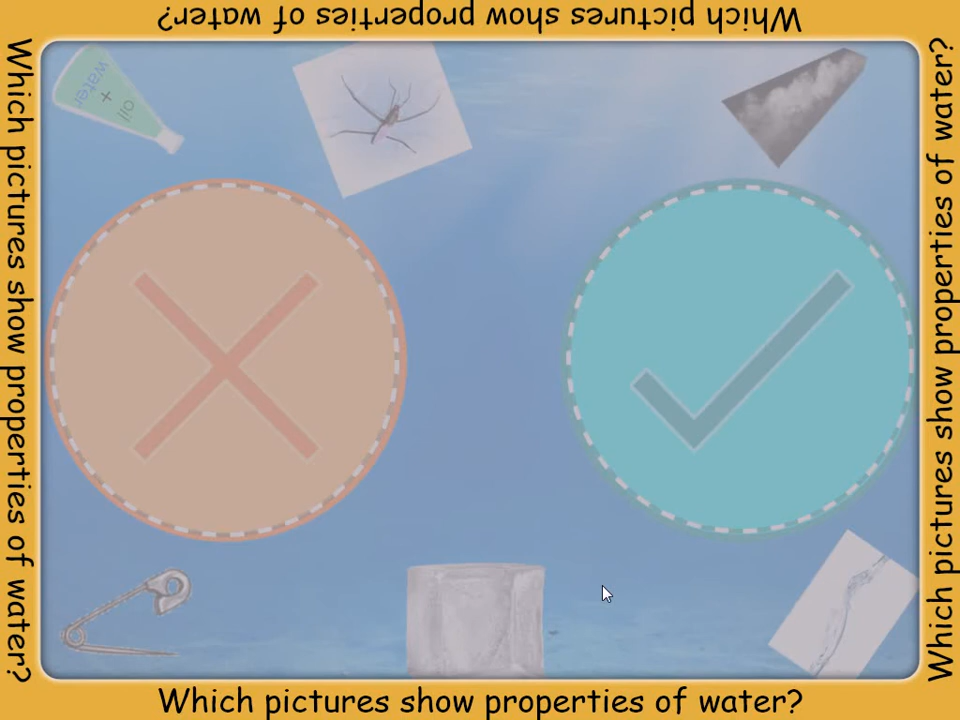 Which pictures show properties of water?
water
+
oil
Which pictures show properties of water?
Which pictures show properties of water?
Which pictures show properties of water?